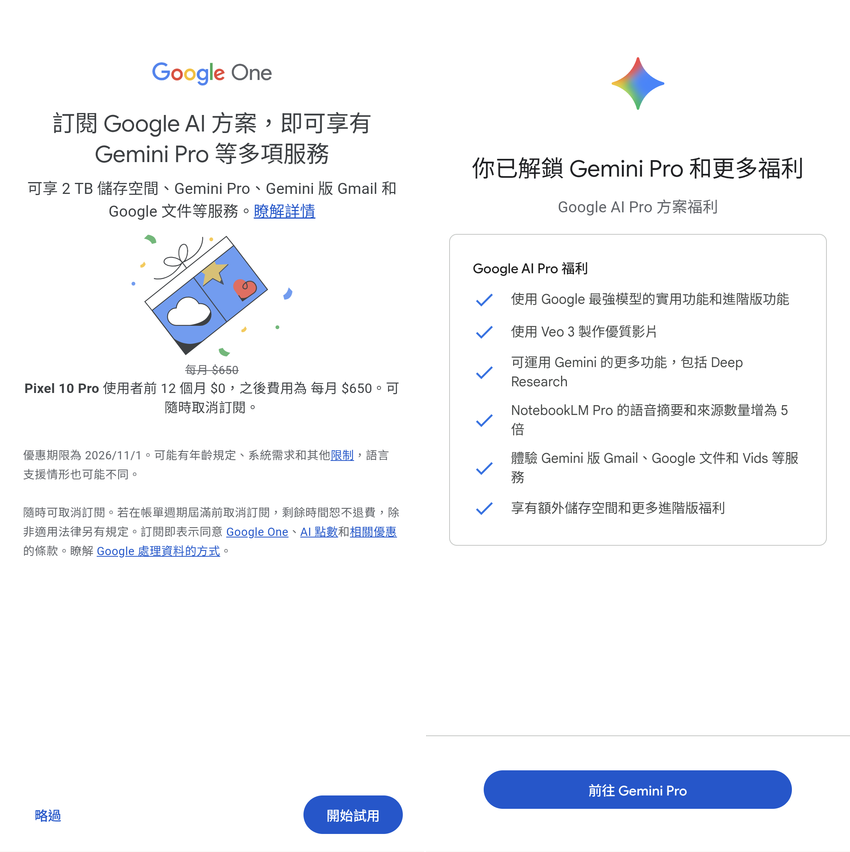 Google One
訂閱 Google AI 方案，即可享有
Gemini Pro 等多項服務
可享 2 TB 儲存空間、Gemini Pro、Gemini 版 Gmail 和
Google 文件等服務。瞭解詳情
每月 $650
Pixel 10 Pro 使用者前 12 個月 $0，之後費用為 每月 $650。可
隨時取消訂閱。
優惠期限為 2026/11/1。可能有年齡規定、系統需求和其他限制，語言
支援情形也可能不同。
隨時可取消訂閱。若在帳單週期屆滿前取消訂閱，剩餘時間恕不退費，除
非適用法律另有規定。訂閱即表示同意 Google One、AI 點數和相關優惠
的條款。瞭解 Google 處理資料的方式。
略過
開始試用
你已解鎖 Gemini Pro 和更多福利
Google AI Pro 方案福利
Google AI Pro 福利
使用 Google 最強模型的實用功能和進階版功能
使用 Veo 3 製作優質影片
可運用 Gemini 的更多功能，包括 Deep
Research
NotebookLM Pro 的語音摘要和來源數量增為 5
倍
體驗 Gemini 版 Gmail、Google 文件和 Vids 等服
務
享有額外儲存空間和更多進階版福利
前往 Gemini Pro